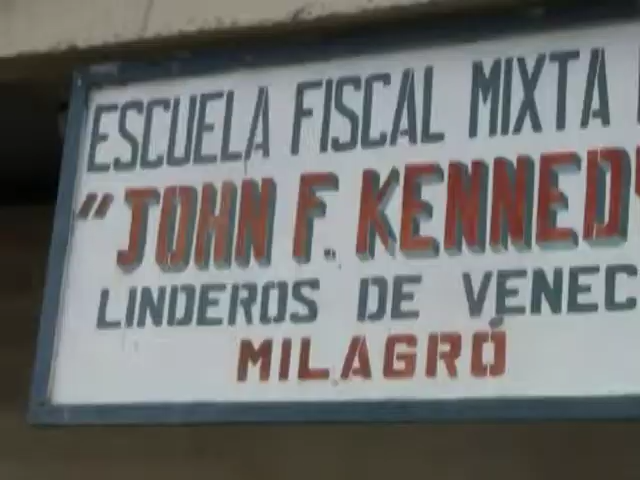 ESCUELA FISCAL MIXTA
"JOHN F. KENNED
LINDEROS DE VENEC
MILAGRÓ